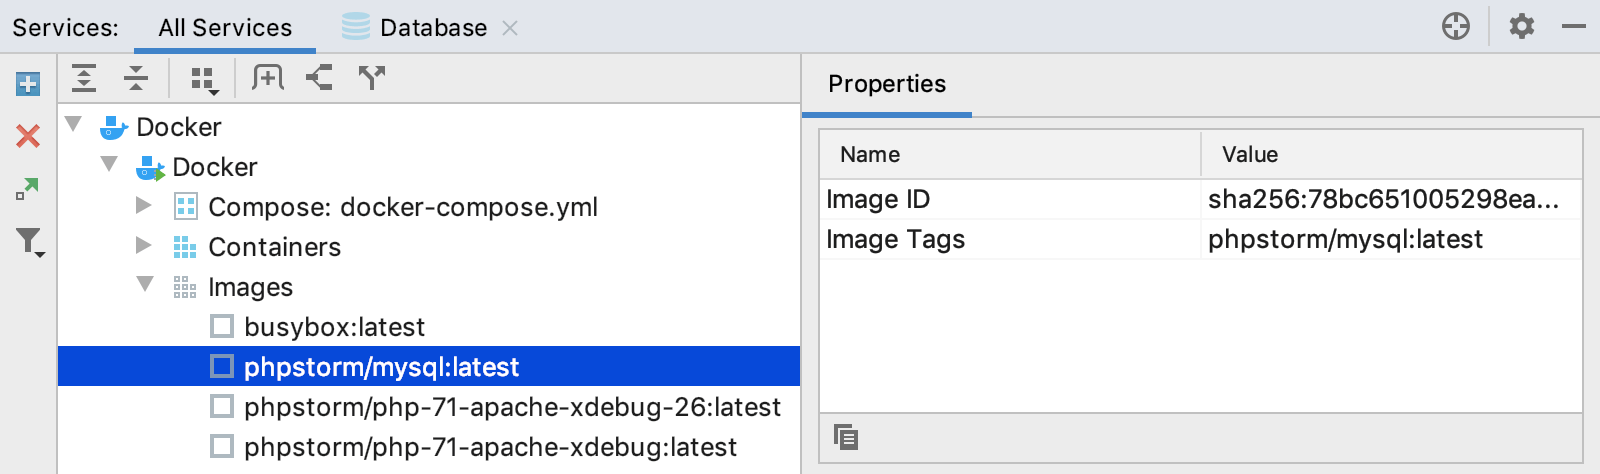 Services: All Services Database
Properties
Docker
Docker
Compose: docker-compose.yml
Containers
Images
busybox:latest
phpstorm/mysql:latest
phpstorm/php-71-apache-xdebug-26:latest
phpstorm/php-71-apache-xdebug:latest
Name Value
Image ID sha256:78bc651005298ea...
Image Tags phpstorm/mysql:latest